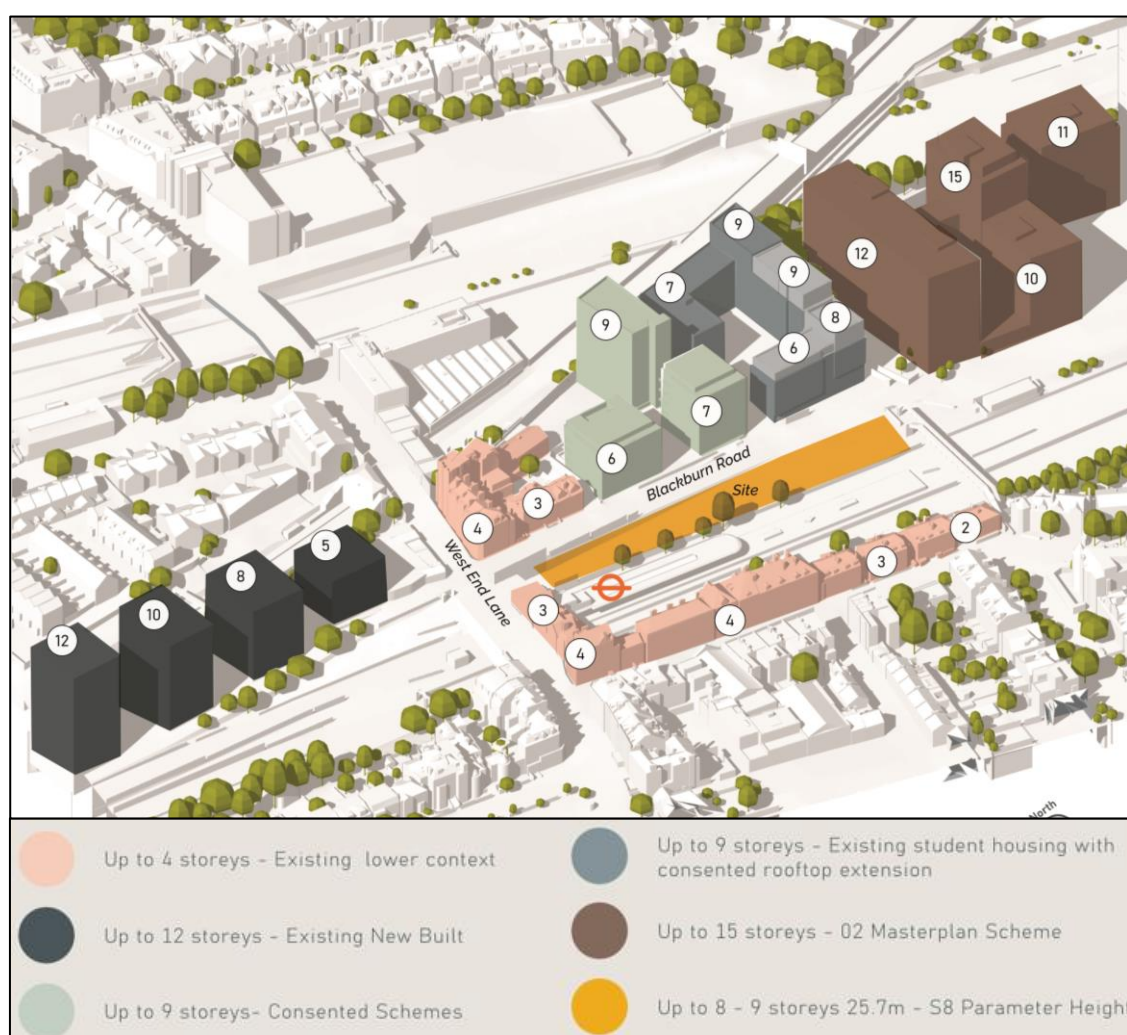 11
15
9
12
9
10
7
8
9
6
7
6
Blackburn Road
Site
3
4
2
5
3
West End Lane
8
10
3
4
12
4
North
Up to 4 storeys - Existing lower context
Up to 12 storeys - Existing New Built
Up to 9 storeys- Consented Schemes
Up to 9 storeys - Existing student housing with
consented rooftop extension
Up to 15 storeys - 02 Masterplan Scheme
Up to 8 - 9 storeys 25.7m - S8 Parameter Height